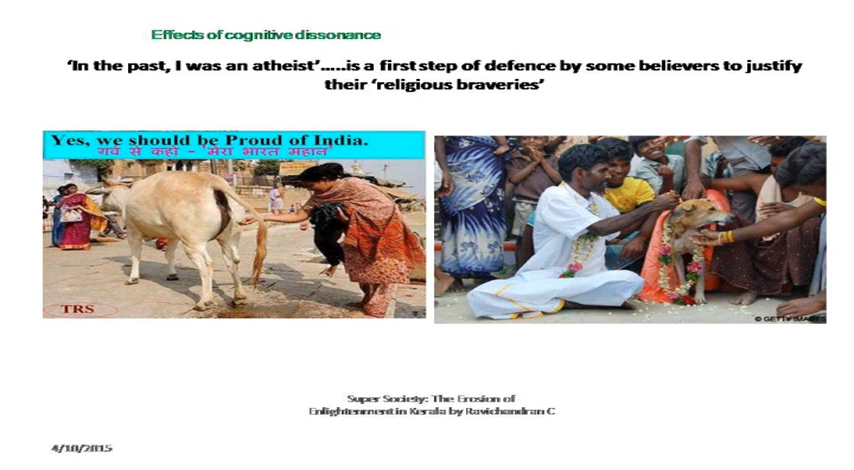 Effects of cognitive dissonance
'In the past, I was an atheist'.....is a first step of defence by some believers to justify
their 'religious braveries'
Yes, we should be Proud of India.
गर्व से कहो - 'मेरा भारत महान'
TRS
© GETTY IMAGES
Super Society: The Erosion of
Enlightenment in Kerala by Ravichandran C
4/10/2015